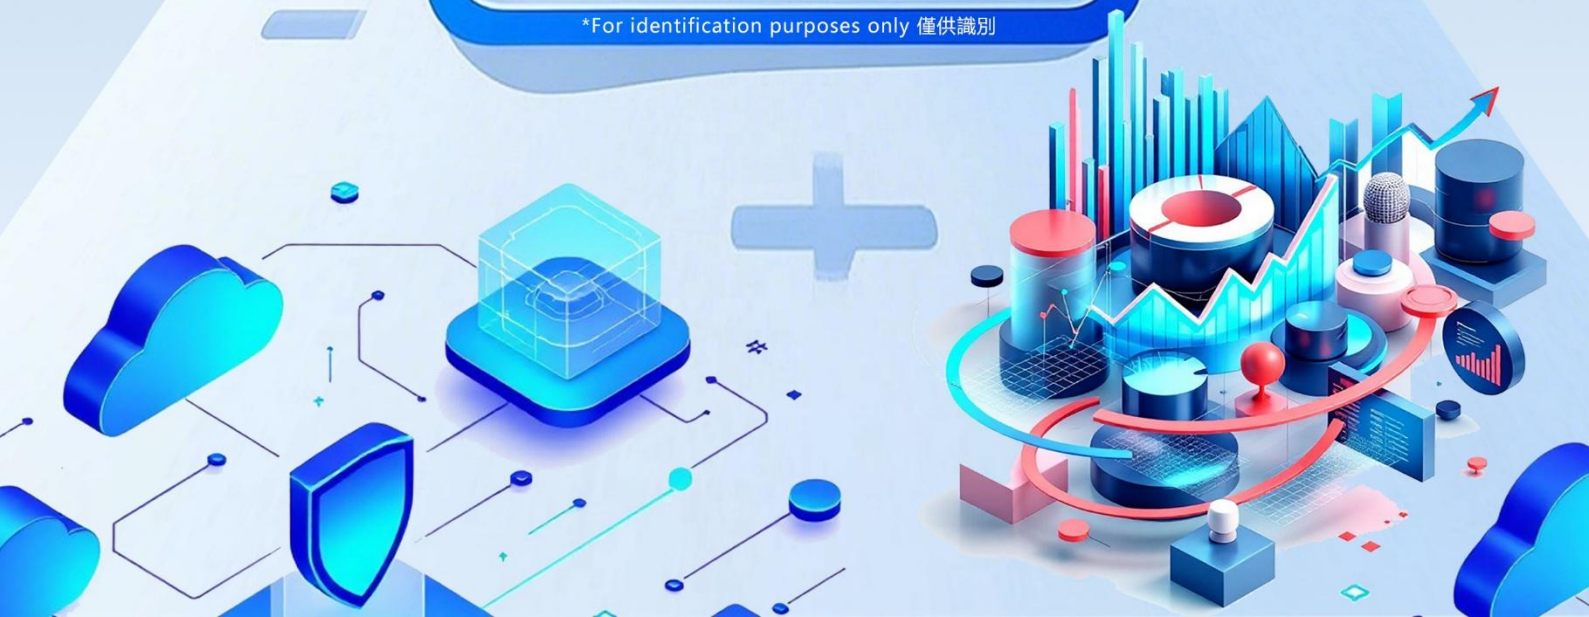 *For identification purposes only 僅供識別